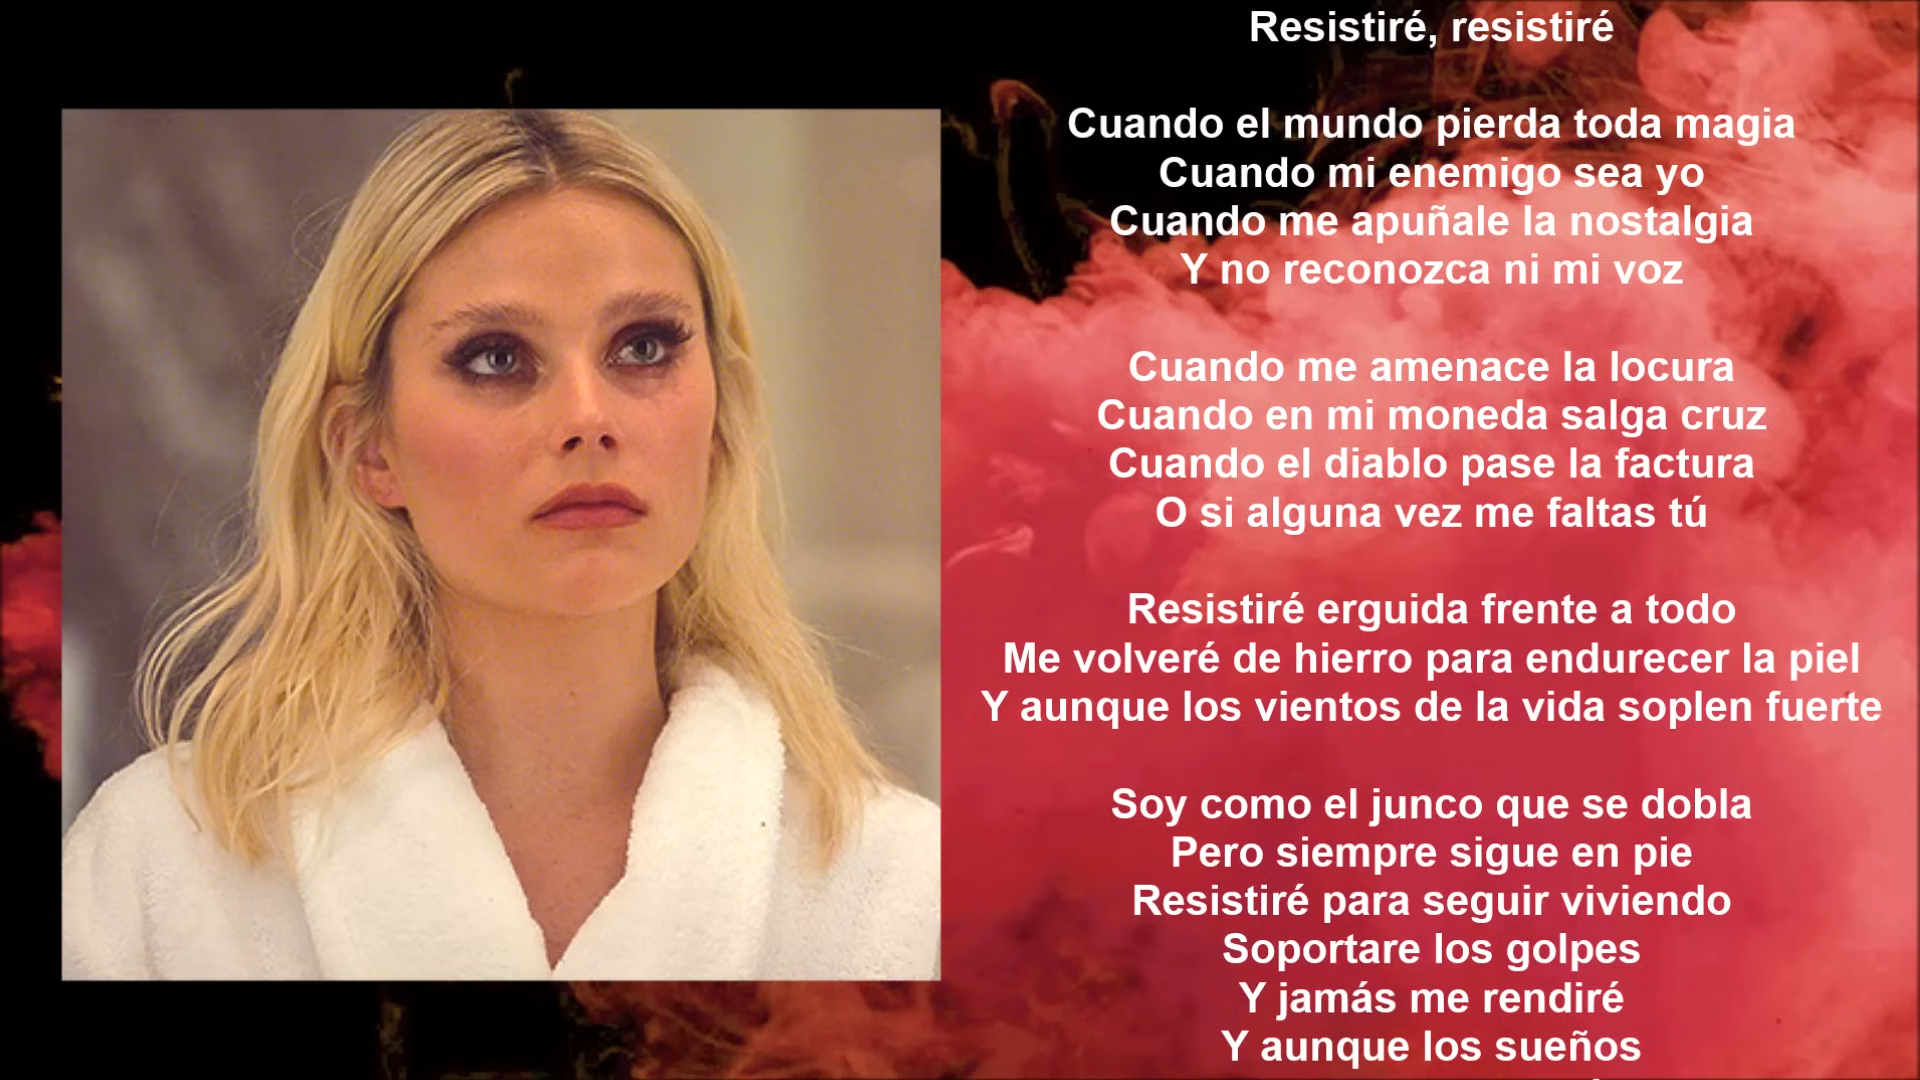 Resistiré, resistiré
Cuando el mundo pierda toda magia
Cuando mi enemigo sea yo
Cuando me apuñale la nostalgia
Y no reconozca ni mi voz
Cuando me amenace la locura
Cuando en mi moneda salga cruz
Cuando el diablo pase la factura
O si alguna vez me faltas tú
Resistiré erguida frente a todo
Me volveré de hierro para endurecer la piel
Y aunque los vientos de la vida soplen fuerte
Soy como el junco que se dobla
Pero siempre sigue en pie
Resistiré para seguir viviendo
Soportare los golpes
Y jamás me rendiré
Y aunque los sueños